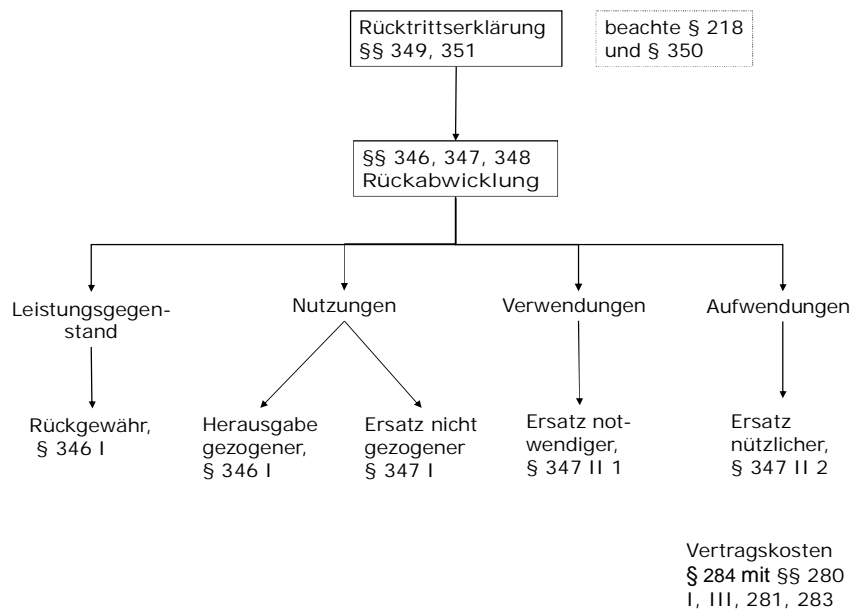 Rücktrittserklärung
§§ 349, 351
beachte § 218
und § 350
§§ 346, 347, 348
Rückabwicklung
Leistungsgegen-
stand
Nutzungen
Verwendungen
Aufwendungen
Rückgewähr,
§ 346 I
Herausgabe
gezogener,
§ 346 I
Ersatz nicht
gezogener
§ 347 I
Ersatz not-
wendiger,
§ 347 II 1
Ersatz
nützlicher,
§ 347 II 2
Vertragskosten
§ 284 mit §§ 280
I, III, 281, 283